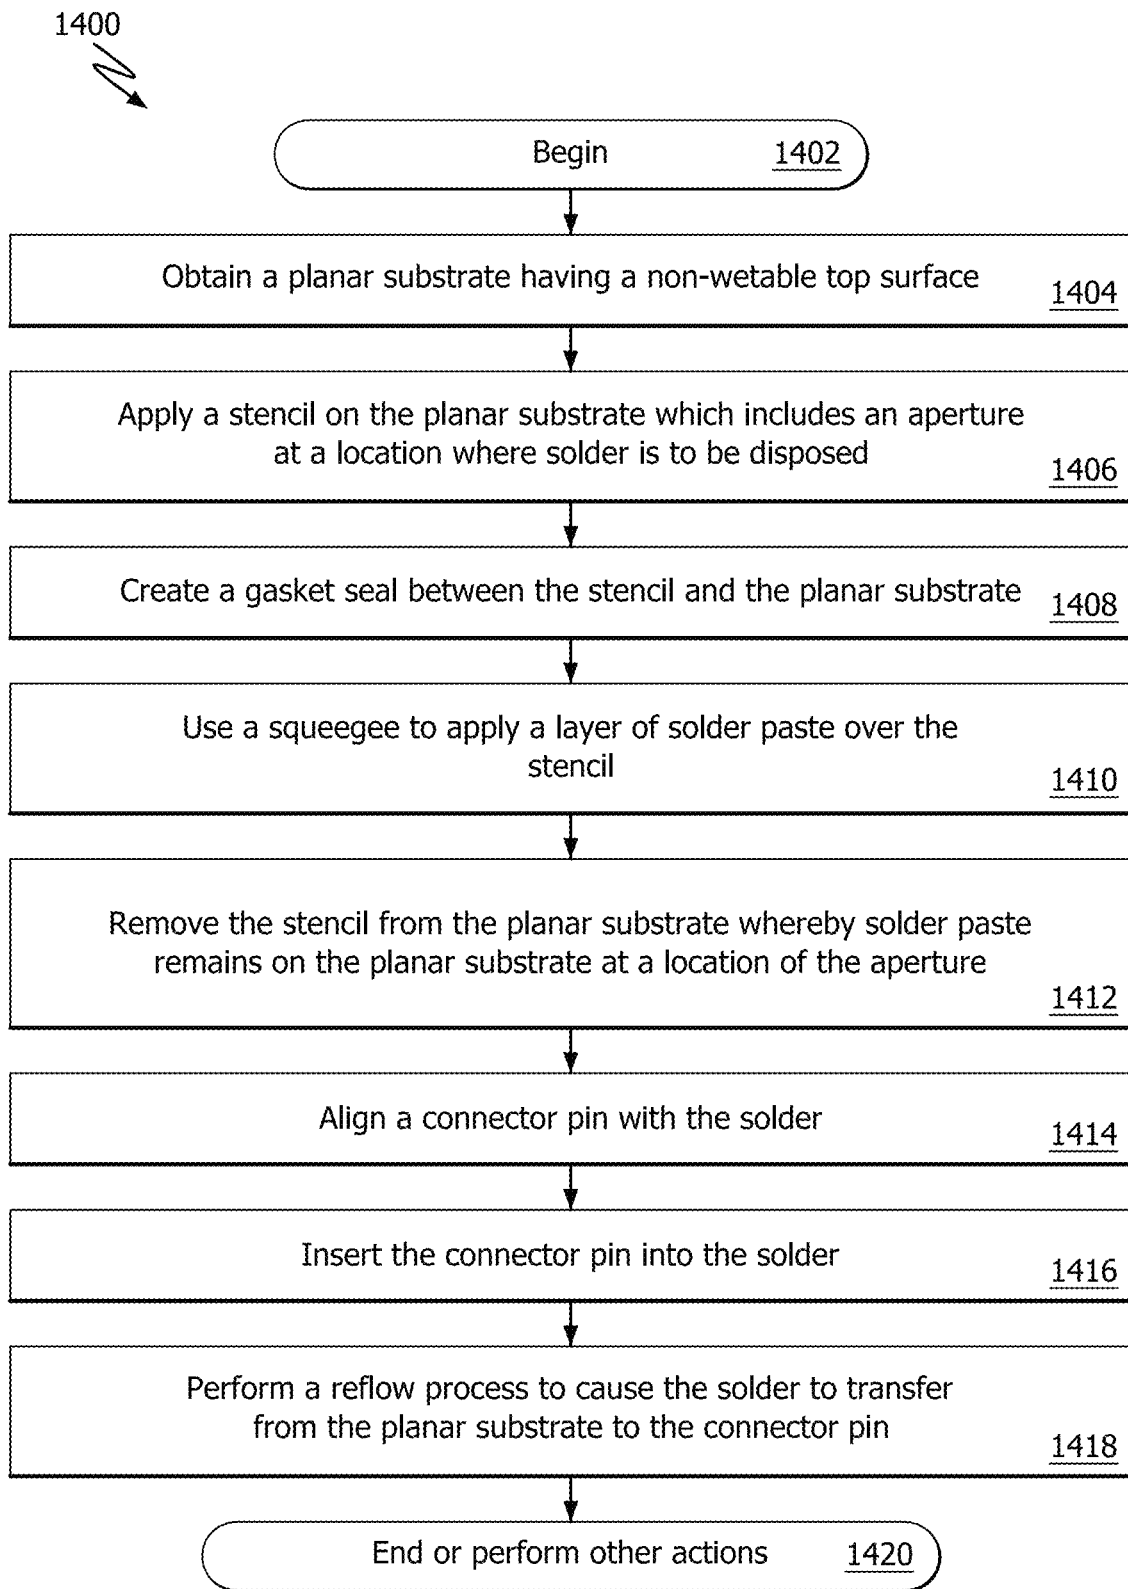 1400
Begin 1402
Obtain a planar substrate having a non-wetable top surface
1404
Apply a stencil on the planar substrate which includes an aperture
at a location where solder is to be disposed
1406
Create a gasket seal between the stencil and the planar substrate
1408
Use a squeegee to apply a layer of solder paste over the
stencil
1410
Remove the stencil from the planar substrate whereby solder paste
remains on the planar substrate at a location of the aperture
1412
Align a connector pin with the solder
1414
Insert the connector pin into the solder
1416
Perform a reflow process to cause the solder to transfer
from the planar substrate to the connector pin
1418
End or perform other actions 1420